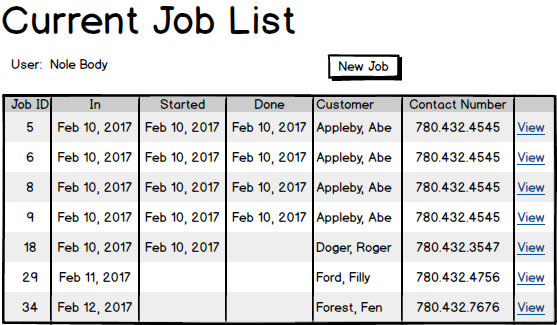 Current Job List
User: Nole Body
New Job
Job ID In Started Done Customer Contact Number
5 Feb 10, 2017 Feb 10, 2017 Feb 10, 2017 Appleby, Abe 780.432.4545 View
6 Feb 10, 2017 Feb 10, 2017 Feb 10, 2017 Appleby, Abe 780.432.4545 View
8 Feb 10, 2017 Feb 10, 2017 Feb 10, 2017 Appleby, Abe 780.432.4545 View
9 Feb 10, 2017 Feb 10, 2017 Feb 10, 2017 Appleby, Abe 780.432.4545 View
18 Feb 10, 2017 Feb 10, 2017 Doger, Roger 780.432.3547 View
29 Feb 11, 2017 Ford, Filly 780.432.4756 View
34 Feb 12, 2017 Forest, Fen 780.432.7676 View